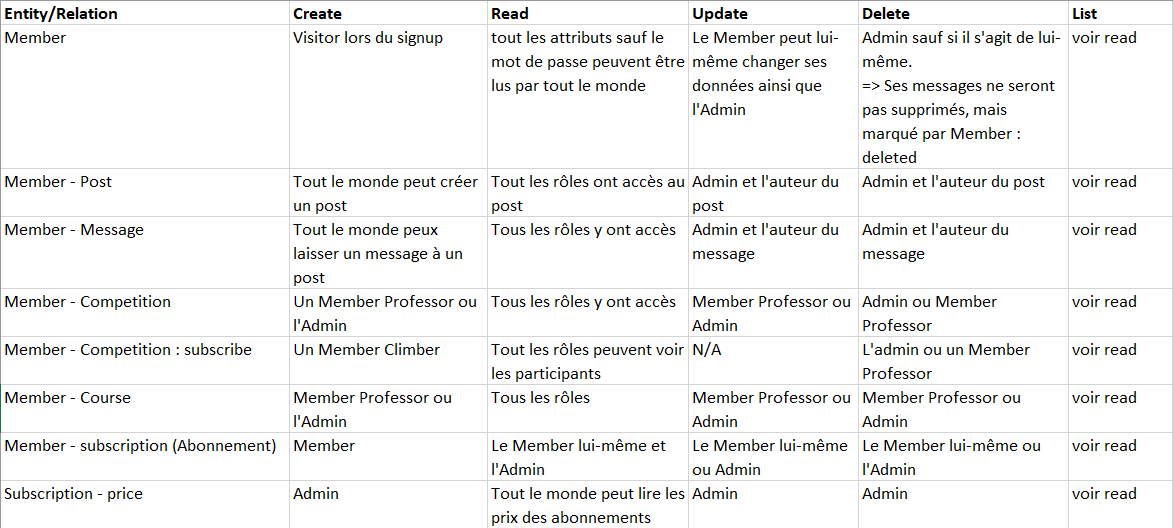 Entity/Relation Create Read Update Delete List
Member Visitor lors du signup tout les attributs sauf le Le Member peut lui- Admin sauf si il s'agit de lui- voir read
mot de passe peuvent être même changer ses même.
lus par tout le monde données ainsi que => Ses messages ne seront
l'Admin pas supprimés, mais
marqué par Member :
deleted
Member - Post Tout le monde peut créer Tout les rôles ont accès au Admin et l'auteur du Admin et l'auteur du post voir read
un post post post
Member - Message Tout le monde peux Tous les rôles y ont accès Admin et l'auteur du Admin et l'auteur du voir read
laisser un message à un message message
post
Member - Competition Un Member Professor ou Tous les rôles y ont accès Member Professor ou Admin ou Member voir read
l'Admin Admin Professor
Member - Competition : subscribe Un Member Climber Tout les rôles peuvent voir N/A L'admin ou un Member voir read
les participants Professor
Member - Course Member Professor ou Tous les rôles Member Professor ou Member Professor ou voir read
l'Admin Admin Admin
Member - subscription (Abonnement) Member Le Member lui-même et Le Member lui-même Le Member lui-même ou voir read
l'Admin ou Admin l'Admin
Subscription - price Admin Tout le monde peut lire les Admin Admin voir read
prix des abonnements